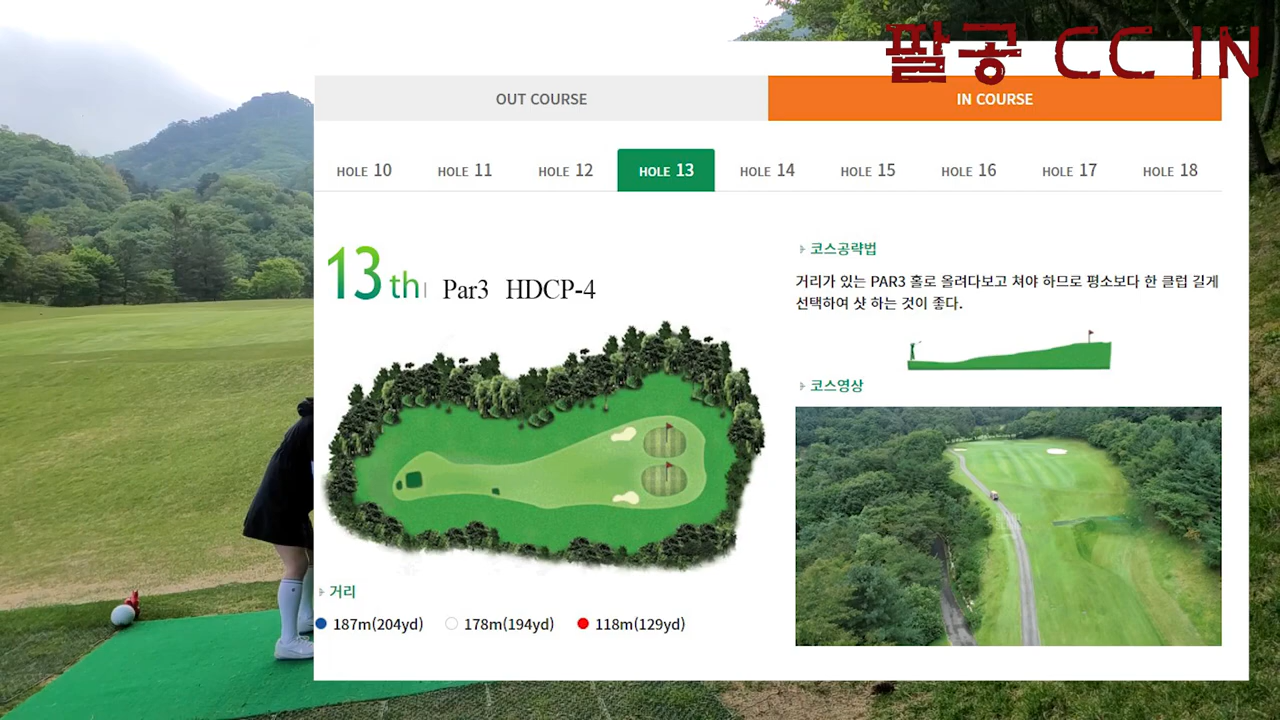 팔공 CC IN
OUT COURSE
IN COURSE
HOLE 10
HOLE 11
HOLE 12
HOLE 13
HOLE 14
HOLE 15
HOLE 16
HOLE 17
HOLE 18
13th
Par3 HDCP-4
코스공략법
거리가 있는 PAR3 홀로 올려다보고 쳐야 하므로 평소보다 한 클럽 길게
선택하여 샷 하는 것이 좋다.
코스영상
거리
187m(204yd)
178m(194yd)
118m(129yd)